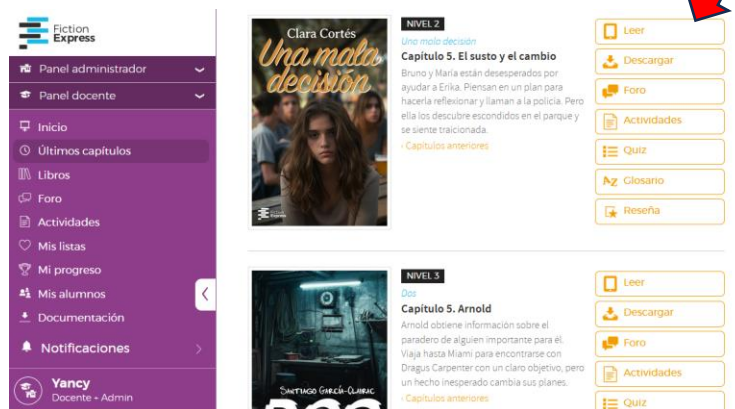 Fiction
Express
Panel administrador
Panel docente
Inicio
Últimos capítulos
Libros
Foro
Actividades
Mis listas
Mi progreso
Mis alumnos
Documentación
Notificaciones
Yancy
Docente - Admin
Clara Cortés
Una mala
decisión
Fiction
Express
NIVEL 2
Una mala decisión
Capítulo 5. El susto y el cambio
Bruno y María están desesperados por
ayudar a Erika. Piensan en un plan para
hacerla reflexionar y llaman a la policía. Pero
ella los descubre escondidos en el parque y
se siente traicionada.
‹ Capítulos anteriores
Leer
Descargar
Foro
Actividades
Quiz
AZ Glosario
Reseña
SANTIAGO GARCÍA-CLAIRAC
DOS
NIVEL 3
Dos
Capítulo 5. Arnold
Arnold obtiene información sobre el
paradero de alguien importante para él.
Viaja hasta Miami para encontrarse con
Dragus Carpenter con un claro objetivo, pero
un hecho inesperado cambia sus planes.
‹ Capítulos anteriores
Leer
Descargar
Foro
Actividades
Quiz